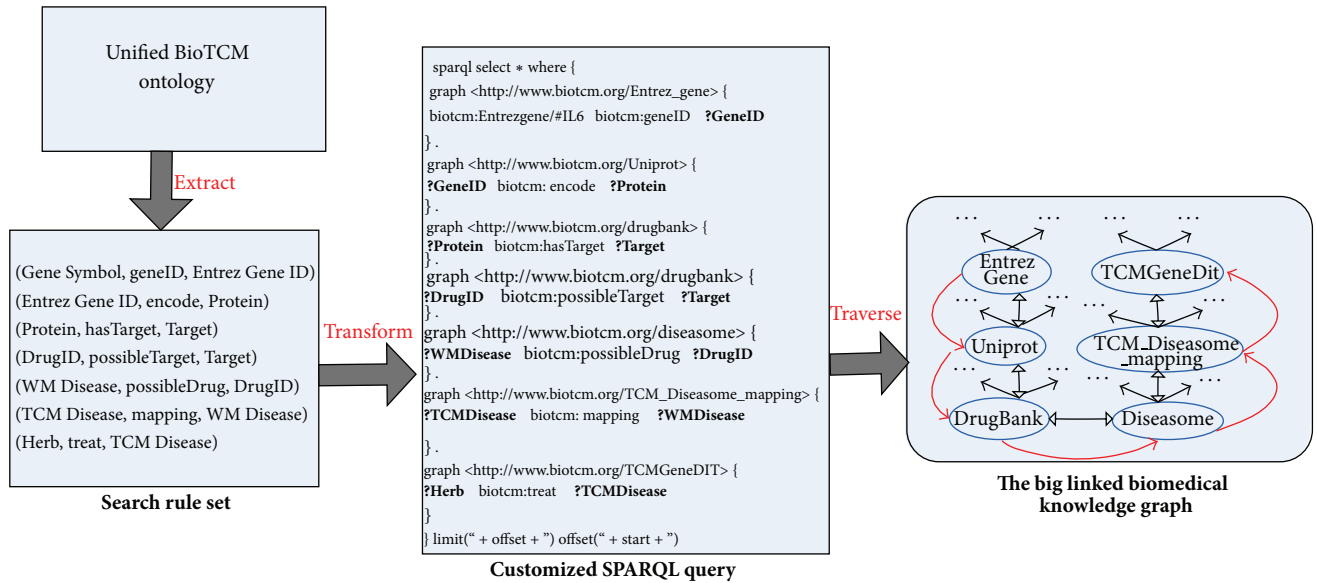 Unified BioTCM
ontology
Extract
(Gene Symbol, geneID, Entrez Gene ID)
(Entrez Gene ID, encode, Protein)
(Protein, hasTarget, Target)
(DrugID, possibleTarget, Target)
(WM Disease, possibleDrug, DrugID)
(TCM Disease, mapping, WM Disease)
(Herb, treat, TCM Disease)
Search rule set
Transform
sparql select * where {
graph <http://www.biotcm.org/Entrez_gene> {
biotcm:Entrezgene/#IL6 biotcm:geneID ?GeneID
} .
graph <http://www.biotcm.org/Uniprot> {
?GeneID biotcm: encode ?Protein
} .
graph <http://www.biotcm.org/drugbank> {
?Protein biotcm:hasTarget ?Target
} .
graph <http://www.biotcm.org/drugbank> {
?DrugID biotcm:possibleTarget ?Target
} .
graph <http://www.biotcm.org/diseasome> {
?WMDisease biotcm:possibleDrug ?DrugID
} .
graph <http://www.biotcm.org/TCM_Diseasome_mapping> {
?TCMDisease biotcm: mapping ?WMDisease
} .
graph <http://www.biotcm.org/TCMGeneDIT> {
?Herb biotcm:treat ?TCMDisease
}
} limit(“ + offset + ”) offset(“ + start + ”)
Customized SPARQL query
Traverse
... ... ... ...
Entrez
Gene
TCMGeneDit
... ... ... ...
Uniprot
TCM_Diseasome
_mapping
... ... ... ...
DrugBank
Diseasome
The big linked biomedical
knowledge graph